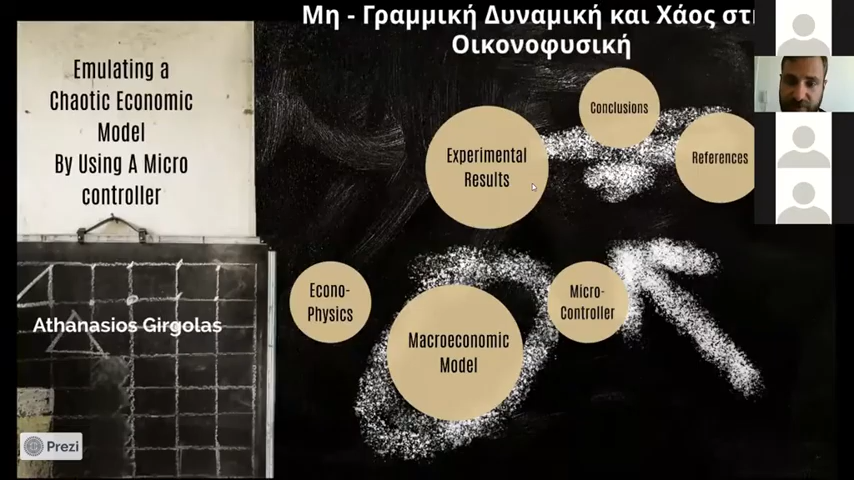 Μη - Γραμμική Δυναμική και Χάος στ
Οικονοφυσική
Emulating a
Chaotic Economic
Model
By Using A Micro
controller
Athanasios Girgolas
Prezi
Conclusions
Experimental
Results
References
Econo-
Physics
Micro-
Controller
Macroeconomic
Model